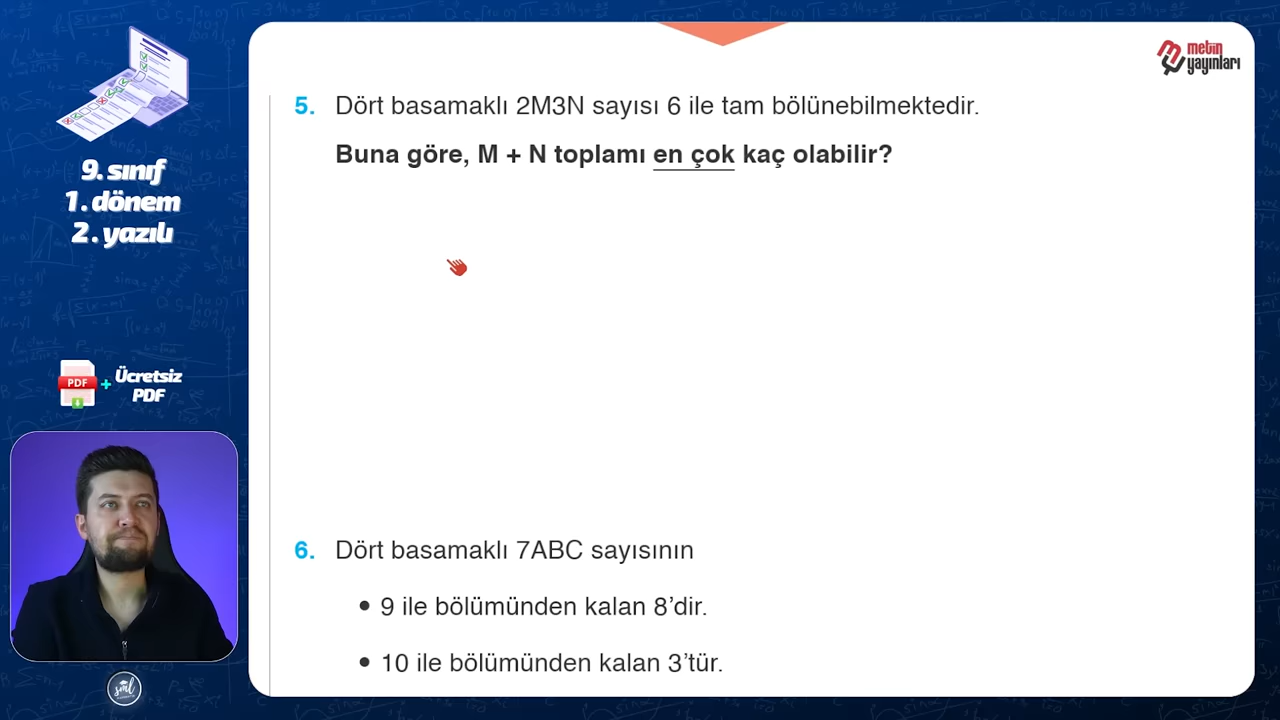 9. sınıf
1. dönem
2. yazılı
PDF
+
Ücretsiz
PDF
sml
metin
yayınları
5. Dört basamaklı 2M3N sayısı 6 ile tam bölünebilmektedir.
Buna göre, M + N toplamı en çok kaç olabilir?
6. Dört basamaklı 7ABC sayısının
• 9 ile bölümünden kalan 8’dir.
• 10 ile bölümünden kalan 3’tür.